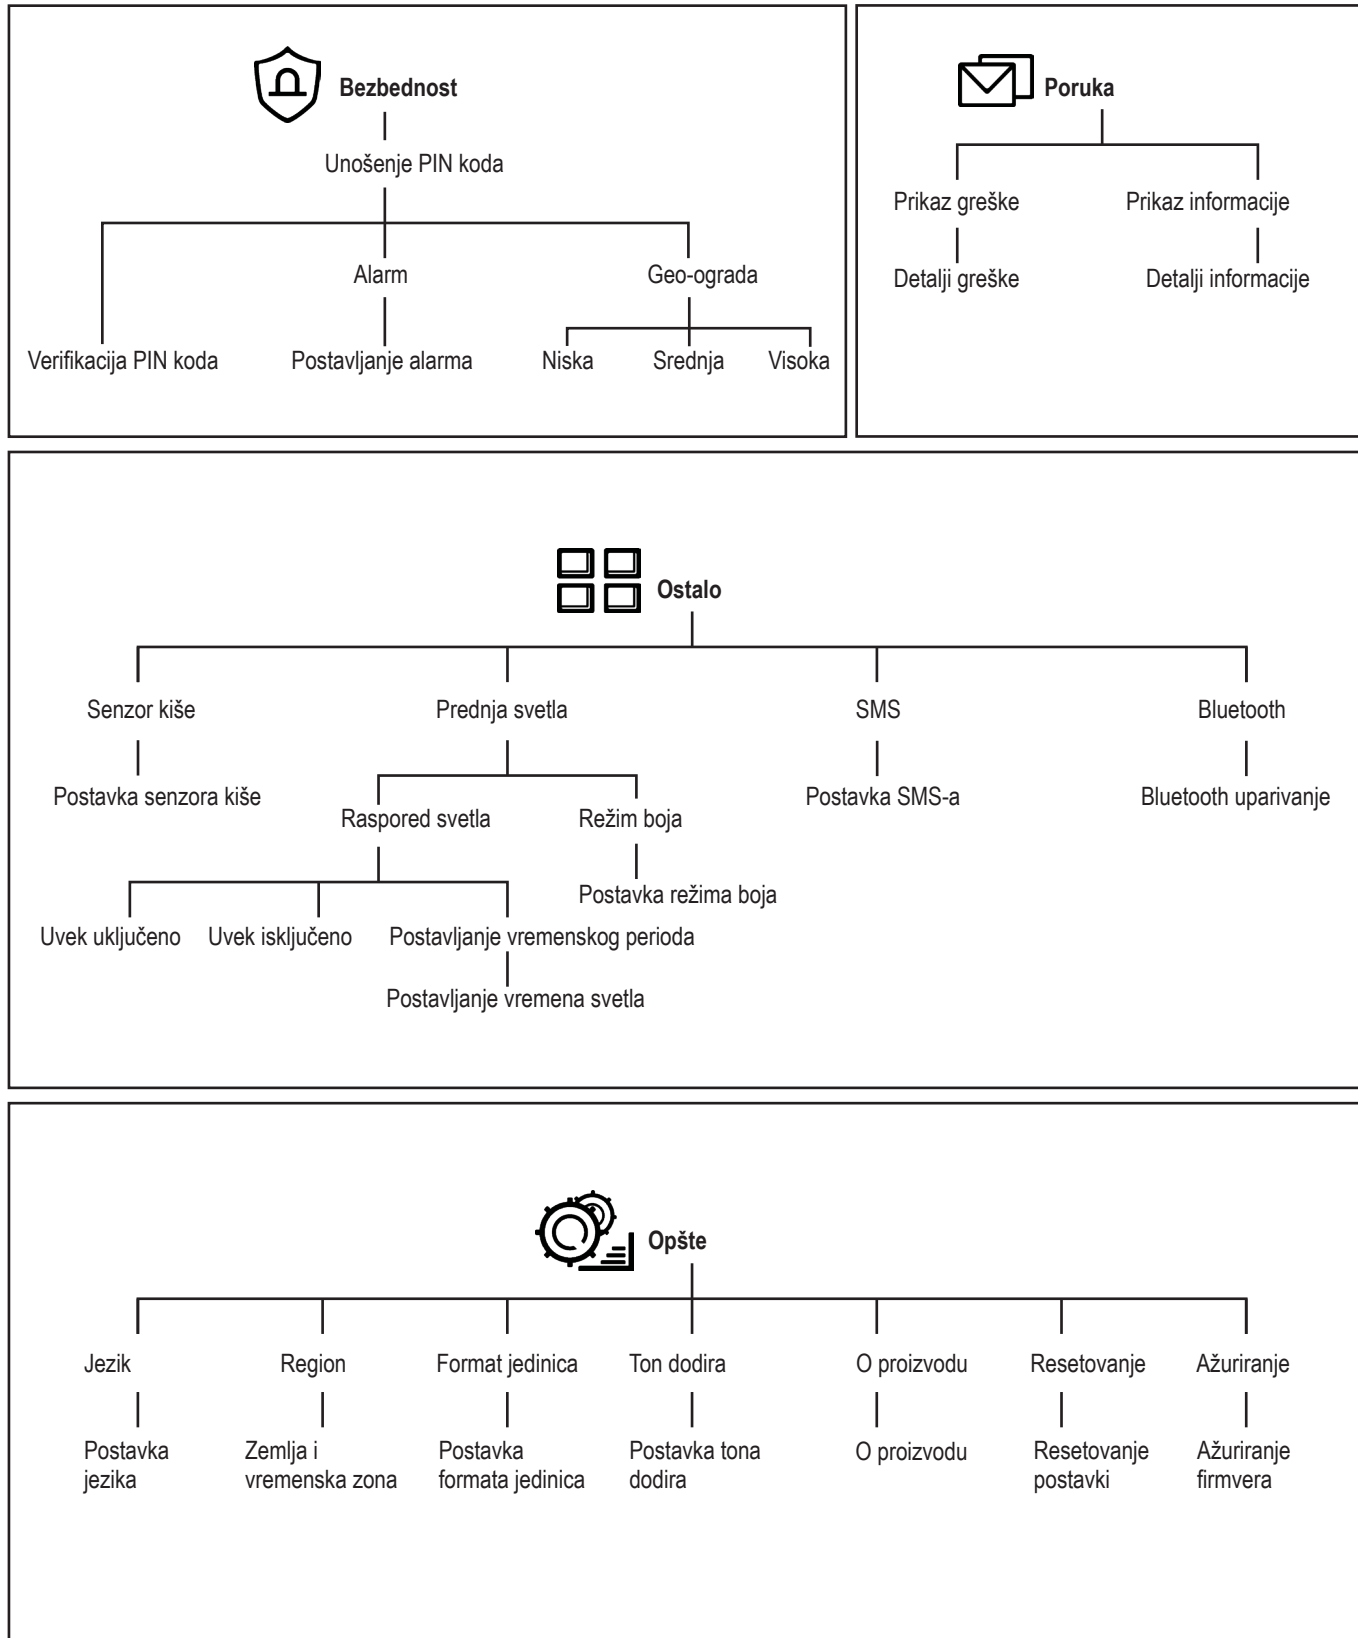 Bezbednost
Unošenje PIN koda
Alarm
Geo-ograda
Verifikacija PIN koda
Postavljanje alarma
Niska
Srednja
Visoka
Poruka
Prikaz greške
Prikaz informacije
Detalji greške
Detalji informacije
Ostalo
Senzor kiše
Prednja svetla
SMS
Bluetooth
Postavka senzora kiše
Postavka SMS-a
Bluetooth uparivanje
Raspored svetla
Režim boja
Postavka režima boja
Uvek uključeno
Uvek isključeno
Postavljanje vremenskog perioda
Postavljanje vremena svetla
Opšte
Jezik
Region
Format jedinica
Ton dodira
O proizvodu
Resetovanje
Ažuriranje
Postavka
jezika
Zemlja i
vremenska zona
Postavka
formata jedinica
Postavka tona
dodira
O proizvodu
Resetovanje
postavki
Ažuriranje
firmvera